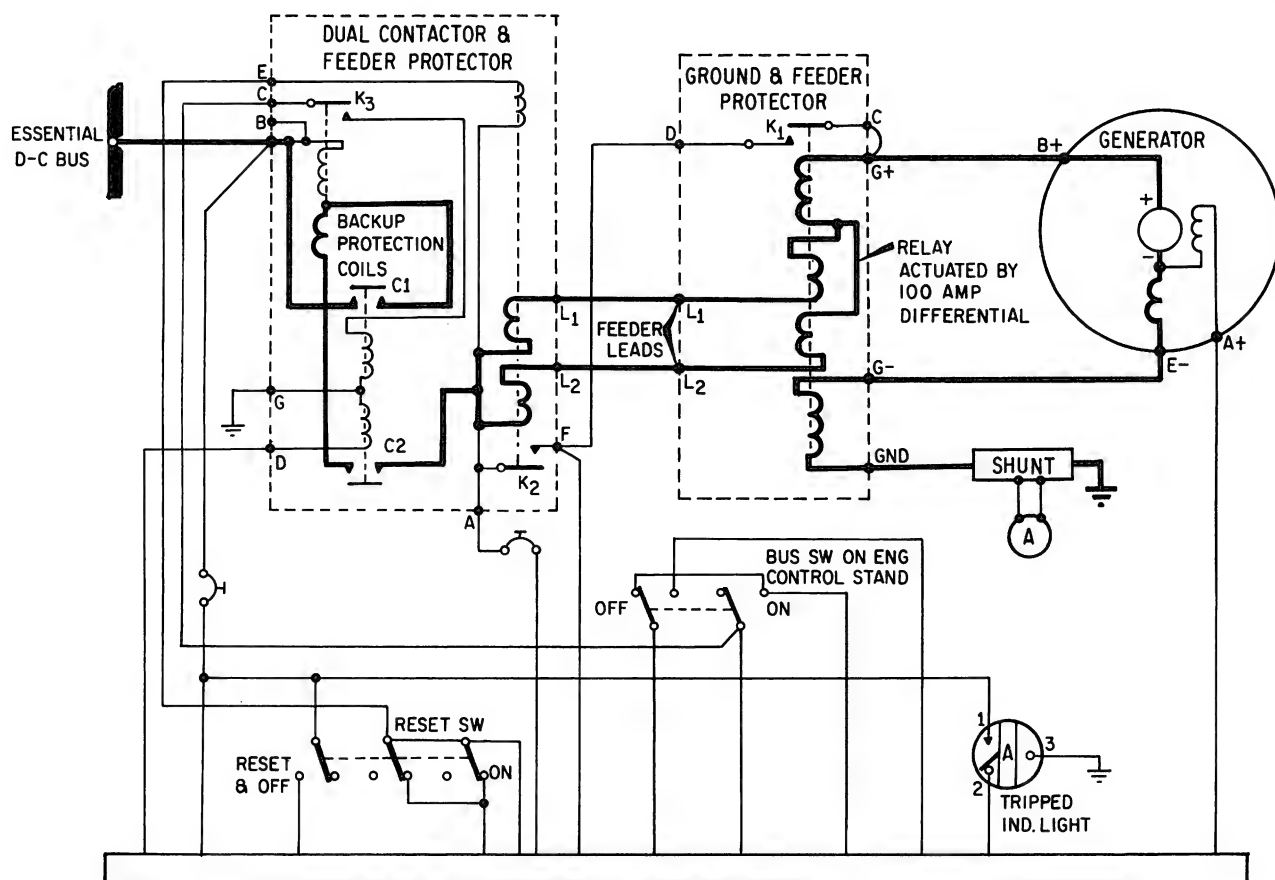 DUAL CONTACTOR &
FEEDER PROTECTOR
E
C
K3
B
ESSENTIAL
D-C BUS
BACKUP
PROTECTION
COILS
C1
G
D
C2
L1
L2
F
K2
A
GROUND & FEEDER
PROTECTOR
D
K1
C
G+
L1
FEEDER
LEADS
L2
G-
GND
RELAY
ACTUATED BY
100 AMP
DIFFERENTIAL
GENERATOR
B+
+
-
A+
E-
SHUNT
A
BUS SW ON ENG
CONTROL STAND
OFF
ON
RESET SW
RESET
& OFF
ON
1
A
3
2
TRIPPED
IND. LIGHT